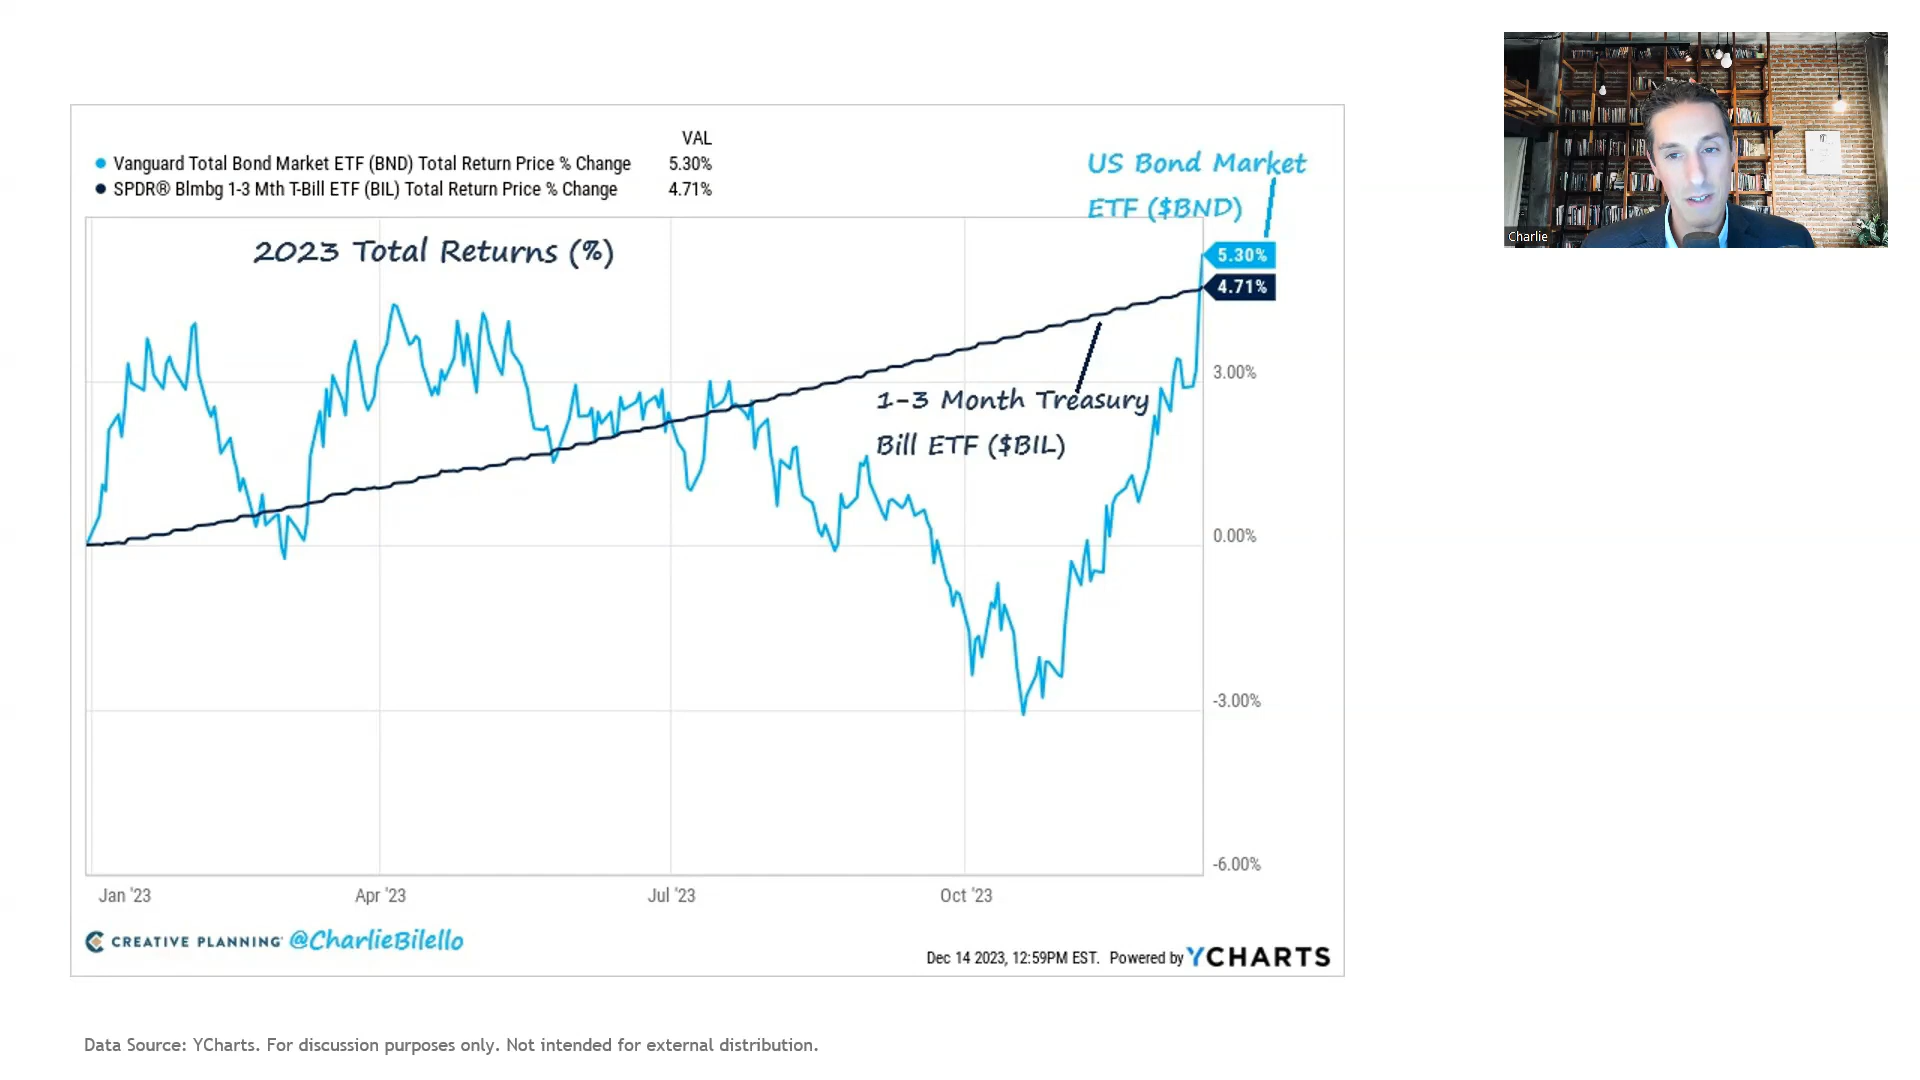 VAL
Vanguard Total Bond Market ETF (BND) Total Return Price % Change 5.30%
SPDR® Blmbg 1-3 Mth T-Bill ETF (BIL) Total Return Price % Change 4.71%
US Bond Market
ETF ($BND)
2023 Total Returns (%)
5.30%
4.71%
3.00%
1-3 Month Treasury
Bill ETF ($BIL)
0.00%
-3.00%
-6.00%
Jan '23 Apr '23 Jul '23 Oct '23
CREATIVE PLANNING @CharlieBilello
Dec 14 2023, 12:59PM EST. Powered by YCHARTS
Data Source: YCharts. For discussion purposes only. Not intended for external distribution.
Charlie